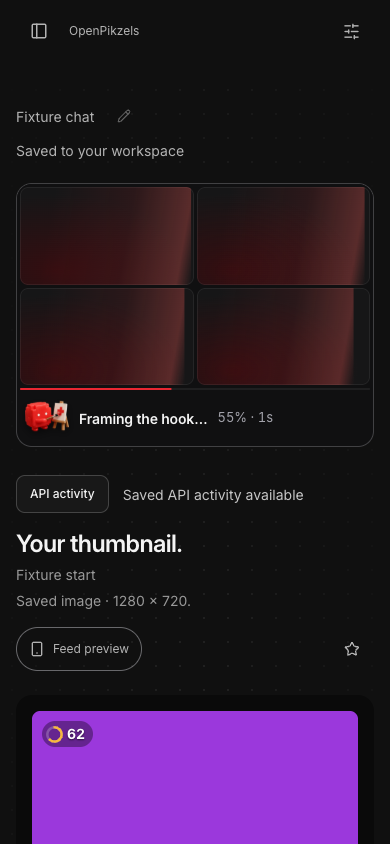 OpenPikzels
Fixture chat
Saved to your workspace
Framing the hook... 55% · 1s
API activity Saved API activity available
Your thumbnail.
Fixture start
Saved image · 1280 × 720.
Feed preview
62